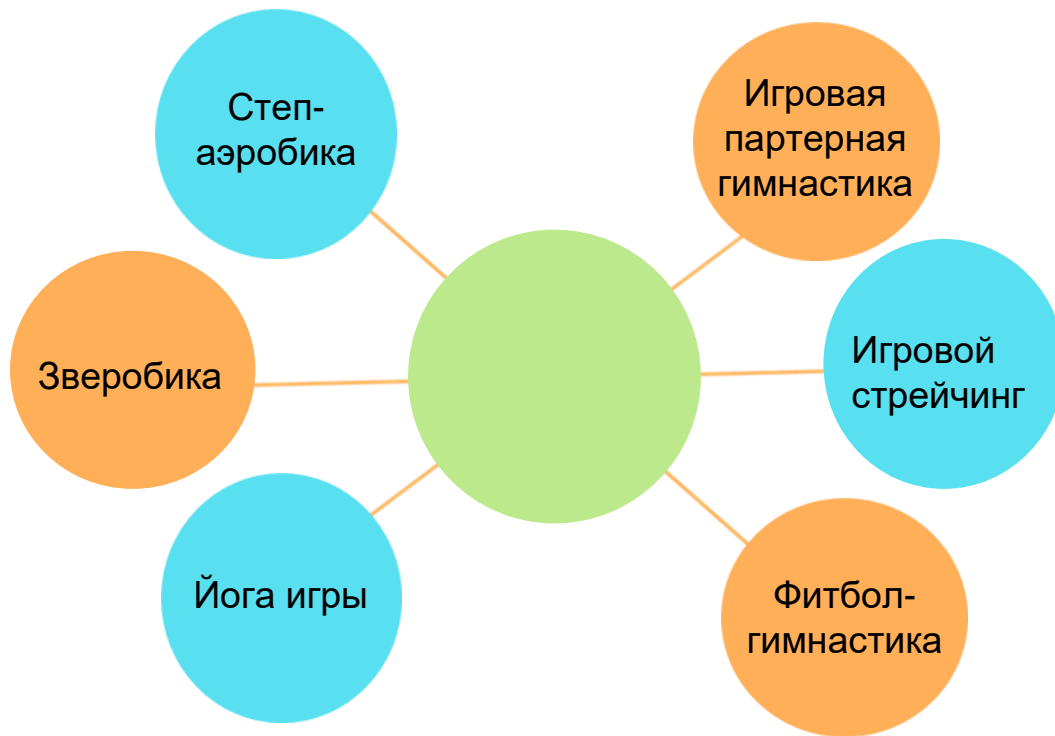 Степ-
аэробика
Игровая
партерная
гимнастика
Зверобика
Игровой
стрейчинг
Йога игры
Фитбол-
гимнастика